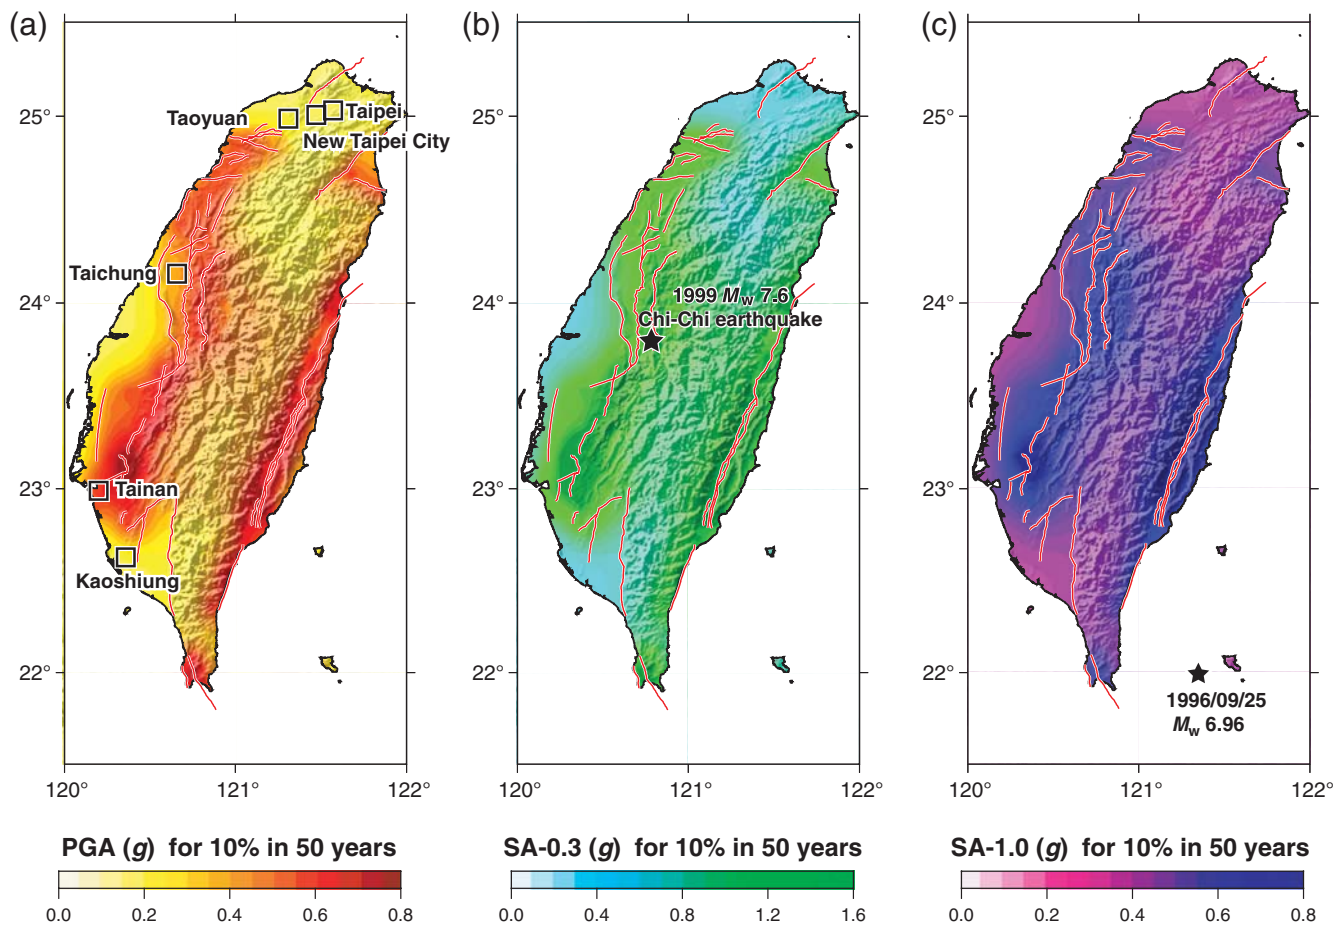 (a)
(b)
(c)
25°
24°
23°
22°
120°
121°
122°
Taoyuan
Taipei
New Taipei City
Taichung
Tainan
Kaoshiung
PGA (g) for 10% in 50 years
0.0 0.2 0.4 0.6 0.8
25°
24°
23°
22°
120°
121°
122°
1999 Mw 7.6
Chi-Chi earthquake
SA-0.3 (g) for 10% in 50 years
0.0 0.4 0.8 1.2 1.6
25°
24°
23°
22°
120°
121°
122°
1996/09/25
Mw 6.96
SA-1.0 (g) for 10% in 50 years
0.0 0.2 0.4 0.6 0.8